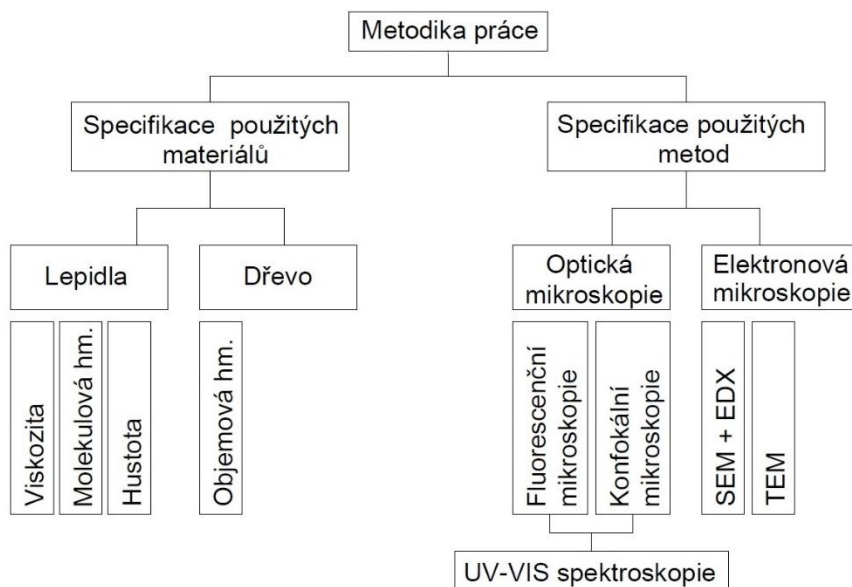 Metodika práce
Specifikace použitých
materiálů
Specifikace použitých
metod
Lepidla
Dřevo
Optická
mikroskopie
Elektronová
mikroskopie
Viskozita
Molekulová hm.
Hustota
Objemová hm.
Fluorescenční
mikroskopie
Konfokální
mikroskopie
SEM + EDX
TEM
UV-VIS spektroskopie